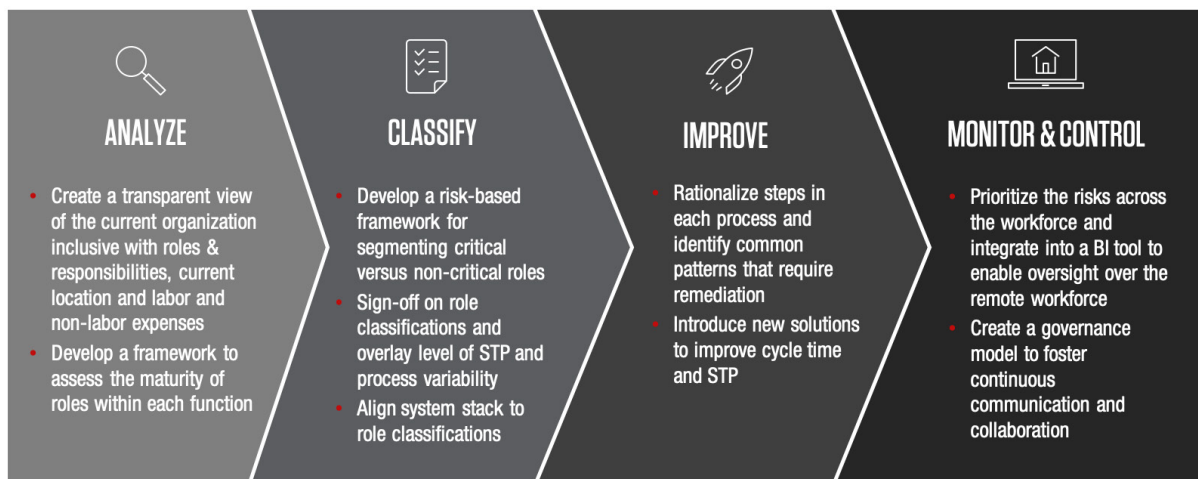 ANALYZE
• Create a transparent view
of the current organization
inclusive with roles &
responsibilities, current
location and labor and
non-labor expenses
• Develop a framework to
assess the maturity of
roles within each function
CLASSIFY
• Develop a risk-based
framework for
segmenting critical
versus non-critical roles
• Sign-off on role
classifications and
overlay level of STP and
process variability
• Align system stack to
role classifications
IMPROVE
• Rationalize steps in
each process and
identify common
patterns that require
remediation
• Introduce new solutions
to improve cycle time
and STP
MONITOR & CONTROL
• Prioritize the risks across
the workforce and
integrate into a BI tool to
enable oversight over the
remote workforce
• Create a governance
model to foster
continuous
communication and
collaboration